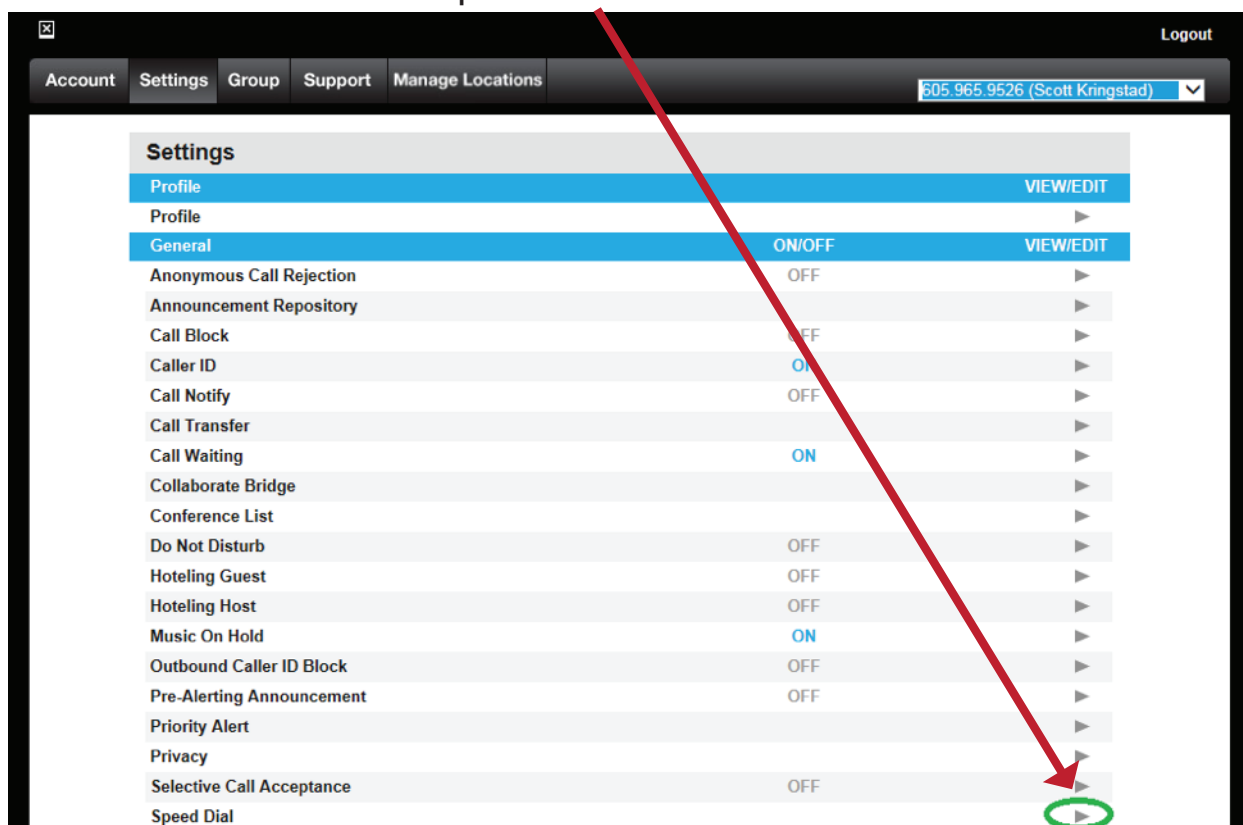 Logout
Account Settings Group Support Manage Locations
605.965.9526 (Scott Kringstad)
Settings
Profile VIEW/EDIT
Profile
General ON/OFF VIEW/EDIT
Anonymous Call Rejection OFF
Announcement Repository
Call Block OFF
Caller ID ON
Call Notify OFF
Call Transfer
Call Waiting ON
Collaborate Bridge
Conference List
Do Not Disturb OFF
Hoteling Guest OFF
Hoteling Host OFF
Music On Hold ON
Outbound Caller ID Block OFF
Pre-Alerting Announcement OFF
Priority Alert
Privacy
Selective Call Acceptance OFF
Speed Dial